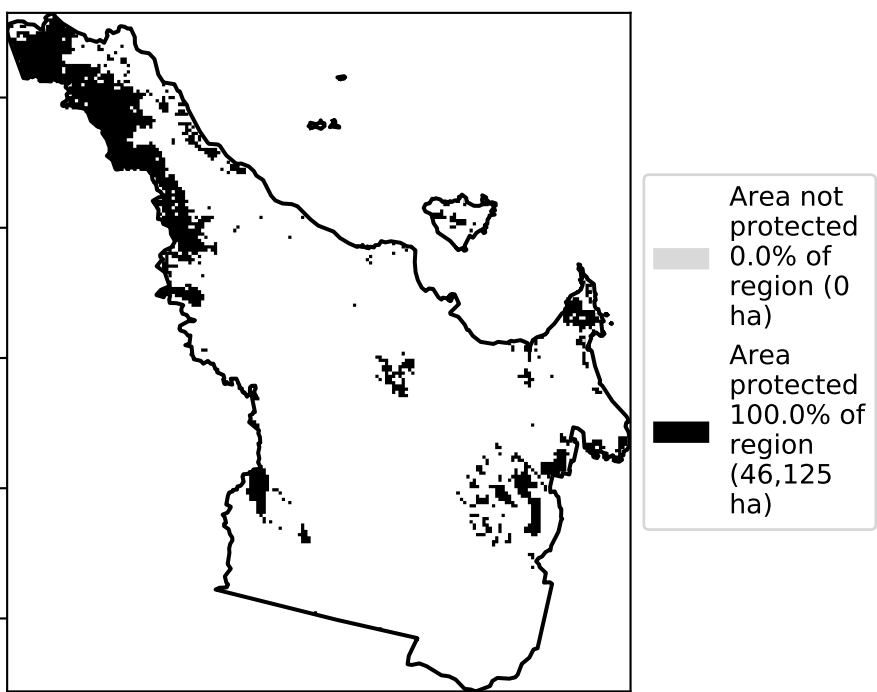 Area not
protected
0.0% of
region (0
ha)
Area
protected
100.0% of
region
(46,125
ha)